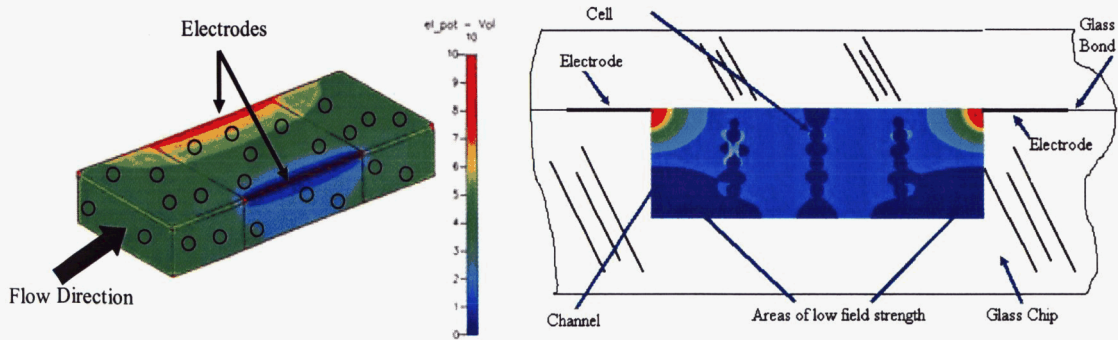 Electrodes
el_pot - Vol
10
10
9
8
7
6
5
4
3
2
1
0
Flow Direction
Cell
Glass
Bond
Electrode
Electrode
Channel
Areas of low field strength
Glass Chip